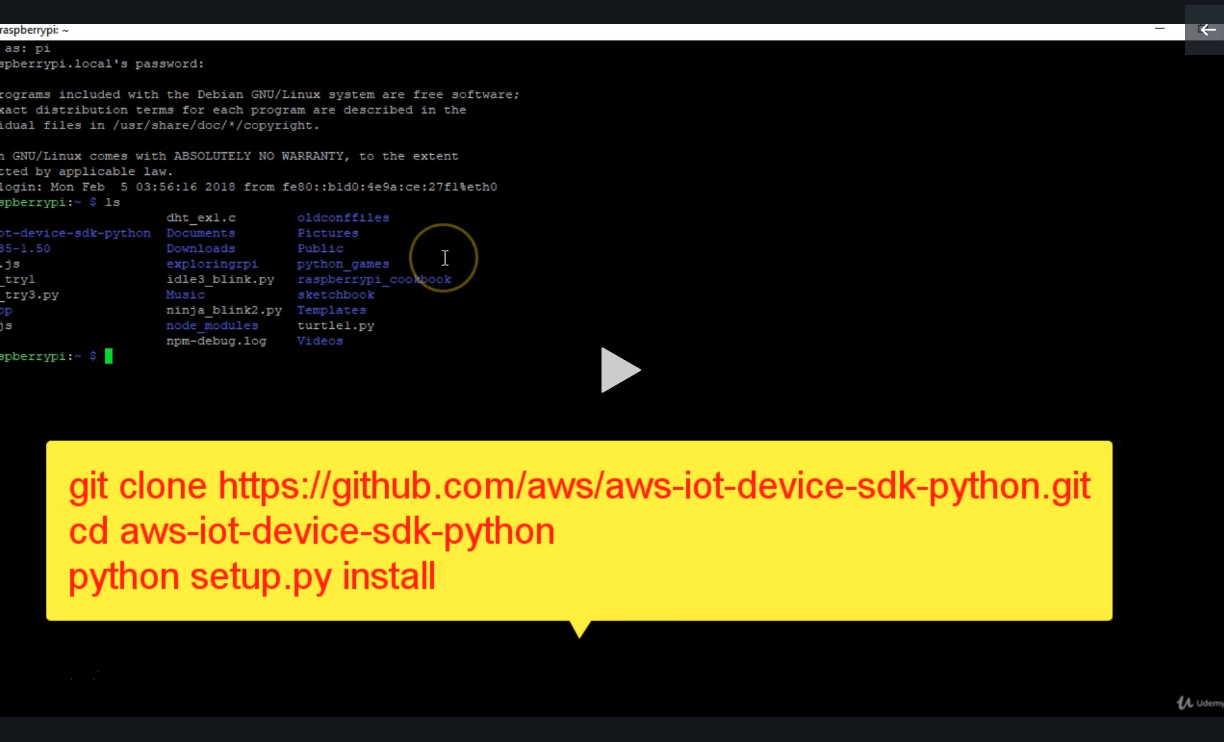 raspberrypi: ~
as: pi
spberrypi.local's password:
rograms included with the Debian GNU/Linux system are free software;
xact distribution terms for each program are described in the
idual files in /usr/share/doc/*/copyright.
n GNU/Linux comes with ABSOLUTELY NO WARRANTY, to the extent
tted by applicable law.
login: Mon Feb  5 03:56:16 2018 from fe80::b1d0:4e9a:ce:27f1%eth0
spberrypi:~ $ ls
dht_ex1.c oldconffiles
ot-device-sdk-python Documents Pictures
35-1.50 Downloads Public
.js exploringrpi python_games
_try1 idle3_blink.py raspberrypi_cookbook
_try3.py Music sketchbook
op ninja_blink2.py Templates
js node_modules turtle1.py
npm-debug.log Videos
spberrypi:~ $
git clone https://github.com/aws/aws-iot-device-sdk-python.git
cd aws-iot-device-sdk-python
python setup.py install
Udemy